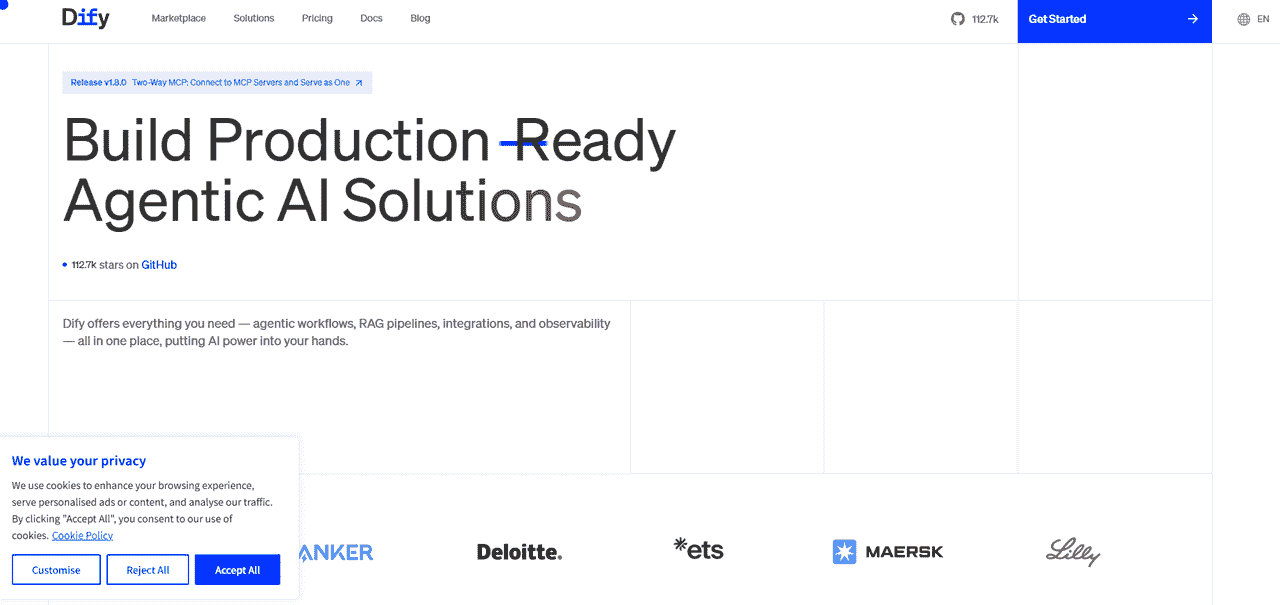 Dify
Marketplace Solutions Pricing Docs Blog
112.7k
Get Started
EN
Release v1.8.0 Two-Way MCP: Connect to MCP Servers and Serve as One
Build Production-Ready
Agentic AI Solutions
112.7k stars on GitHub
Dify offers everything you need — agentic workflows, RAG pipelines, integrations, and observability
— all in one place, putting AI power into your hands.
We value your privacy
We use cookies to enhance your browsing experience,
serve personalised ads or content, and analyse our traffic.
By clicking "Accept All", you consent to our use of
cookies. Cookie Policy
Customise Reject All Accept All
ANKER Deloitte. *ets MAERSK Lilly